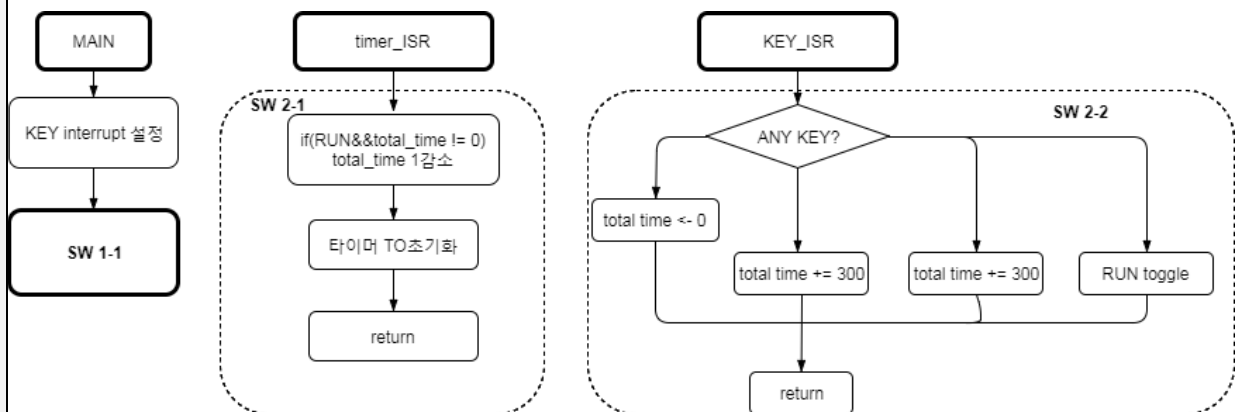 MAIN
KEY interrupt 설정
SW 1-1
timer_ISR
SW 2-1
if(RUN&&total_time != 0)
total_time 1감소
타이머 TO초기화
return
KEY_ISR
SW 2-2
ANY KEY?
total time <- 0
total time += 300
total time += 300
RUN toggle
return